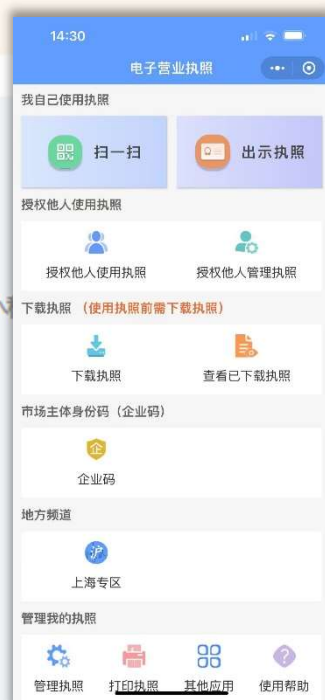 14:30
电子营业执照
我自己使用执照
扫一扫
出示执照
授权他人使用执照
授权他人使用执照
授权他人管理执照
下载执照 (使用执照前需下载执照)
下载执照
查看已下载执照
市场主体身份码 (企业码)
企
企业码
地方频道
沪
上海专区
管理我的执照
管理执照
打印执照
其他应用
使用帮助